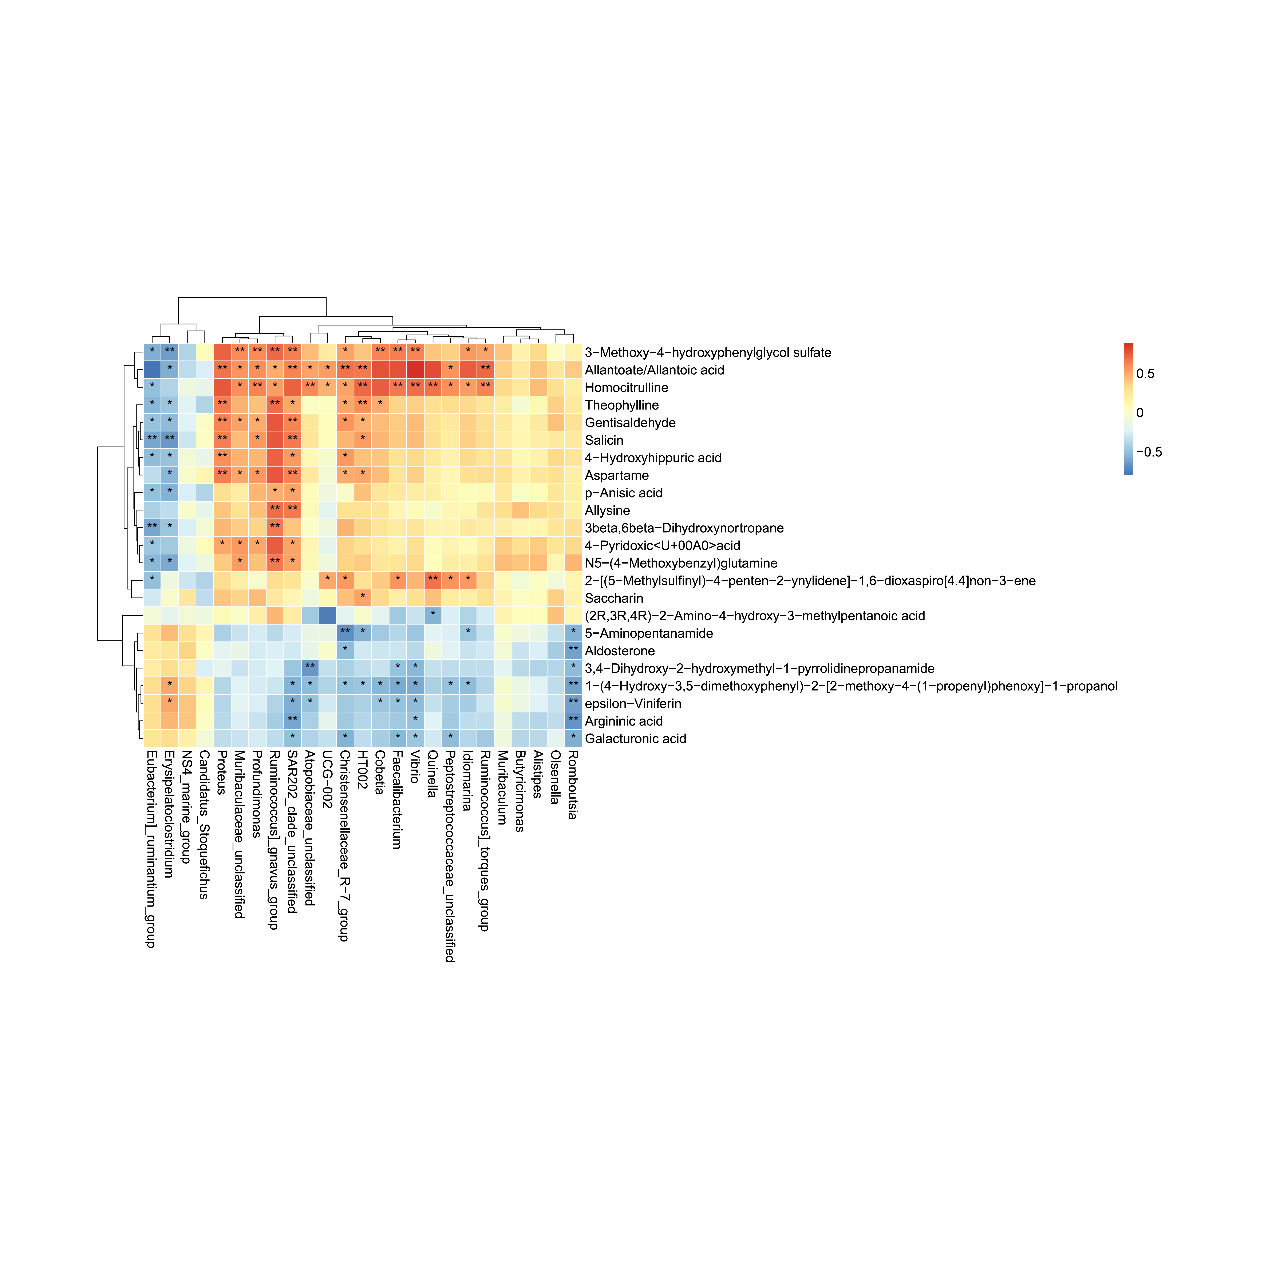 * ** ** ** ** ** ** * ** ** ** * * 3−Methoxy−4−hydroxyphenylglycol sulfate
* ** * * * ** * * ** ** * ** Allantoate/Allantoic acid
* * ** * ** * * ** ** ** ** * * ** Homocitrulline
* * ** ** * * ** * Theophylline
* * ** * * ** * * Gentisaldehyde
** ** ** * ** * Salicin
* * ** * * 4−Hydroxyhippuric acid
* ** * * ** * * Aspartame
* * * * p−Anisic acid
** ** Allysine
** * ** 3beta,6beta−Dihydroxynortropane
* * * * * 4−Pyridoxic<U+00A0>acid
* * * ** * N5−(4−Methoxybenzyl)glutamine
* * * * ** * * 2−[(5−Methylsulfinyl)−4−penten−2−ynylidene]−1,6−dioxaspiro[4.4]non−3−ene
* Saccharin
* (2R,3R,4R)−2−Amino−4−hydroxy−3−methylpentanoic acid
** * * * 5−Aminopentanamide
* ** Aldosterone
** * * * 3,4−Dihydroxy−2−hydroxymethyl−1−pyrrolidinepropanamide
* * * * * * * * * * ** 1−(4−Hydroxy−3,5−dimethoxyphenyl)−2−[2−methoxy−4−(1−propenyl)phenoxy]−1−propanol
* * * * * * ** epsilon−Viniferin
** * ** Argininic acid
* * * * * * Galacturonic acid
Eubacterium]_ruminantium_group
Erysipelatoclostridium
NS4_marine_group
Candidatus_Stoquefichus
Proteus
Muribaculaceae_unclassified
Profundimonas
Ruminococcus]_gnavus_group
SAR202_clade_unclassified
Atopobiaceae_unclassified
UCG−002
Christensenellaceae_R−7_group
HT002
Cobetia
Faecalibacterium
Vibrio
Quinella
Peptostreptococcaceae_unclassified
Idiomarina
Ruminococcus]_torques_group
Muribaculum
Butyricimonas
Alistipes
Olsenella
Romboutsia
0.5
0
−0.5